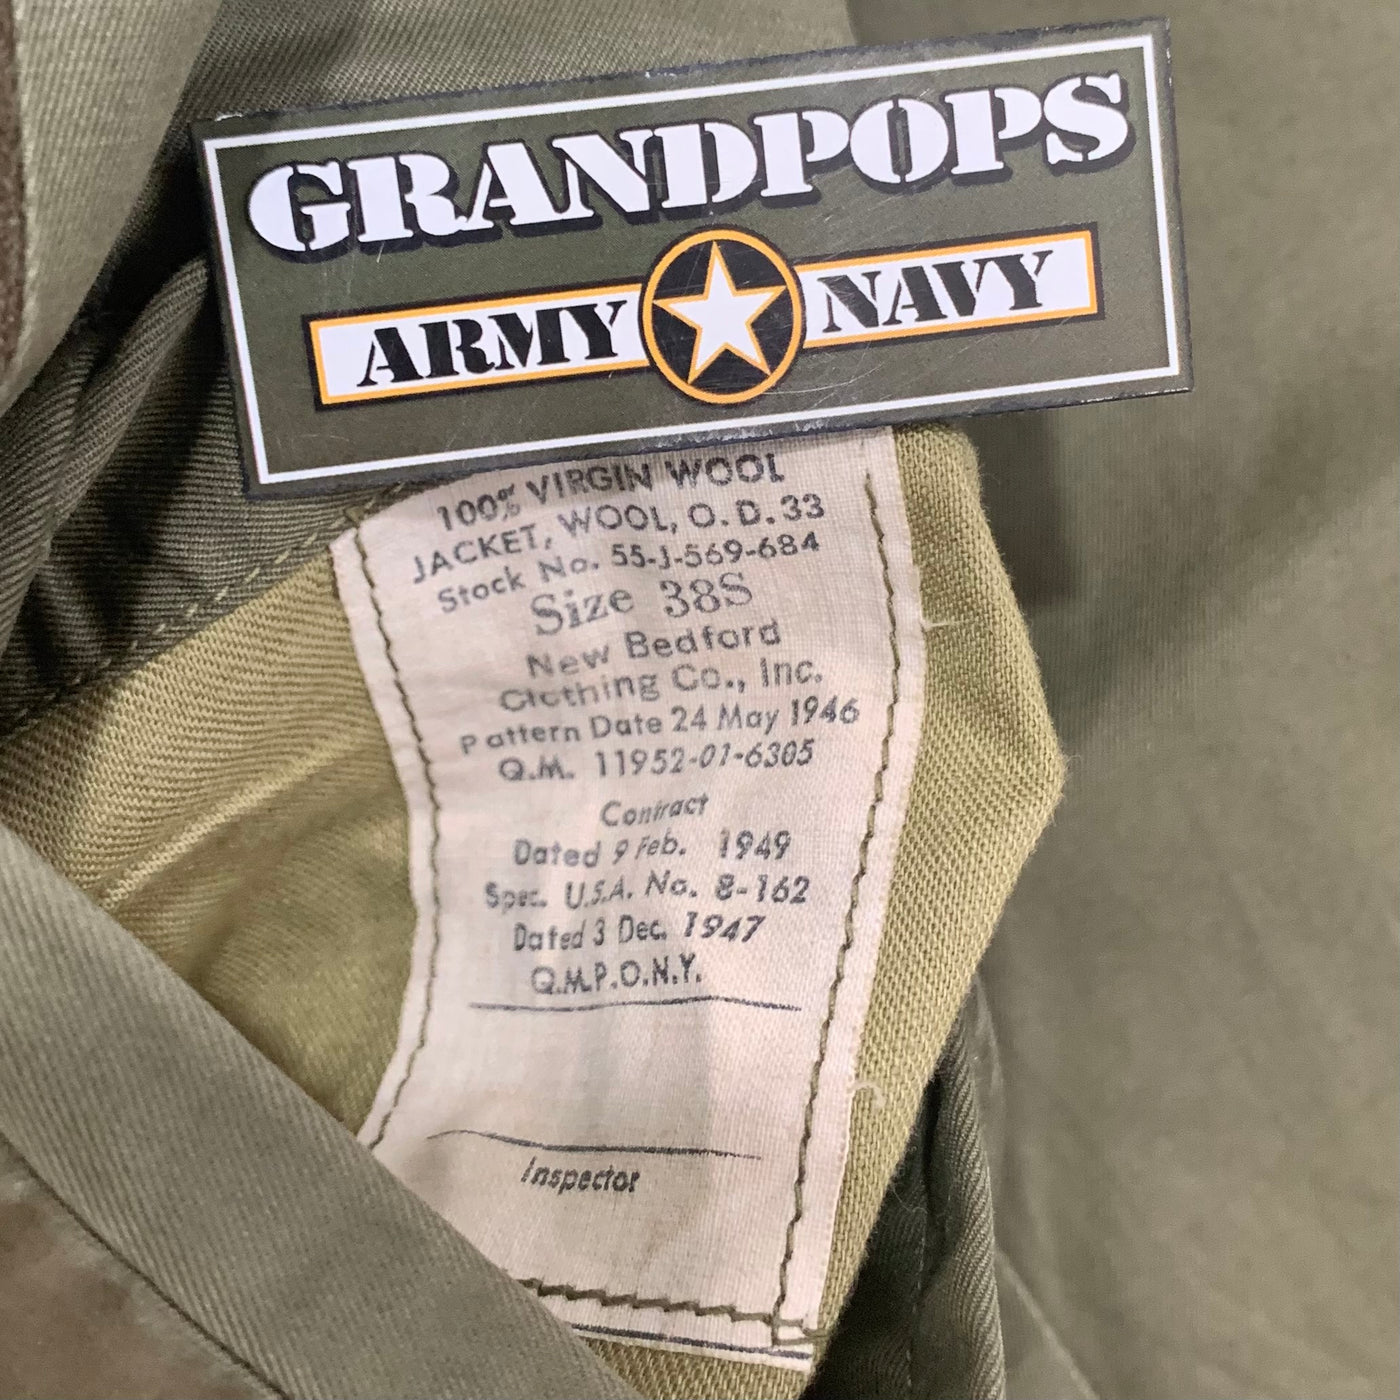 GRANDPOPS
ARMY NAVY
100% VIRGIN WOOL
JACKET, WOOL, O.D.33
Stock No. 55-J-569-684
Size 38S
New Bedford
Clothing Co., Inc.
Pattern Date 24 May 1946
Q.M. 11952-01-6305
Contract
Dated 9 Feb. 1949
Spec. U.S.A. No. 8-162
Dated 3 Dec. 1947
Q.M.P.O.N.Y.
Inspector